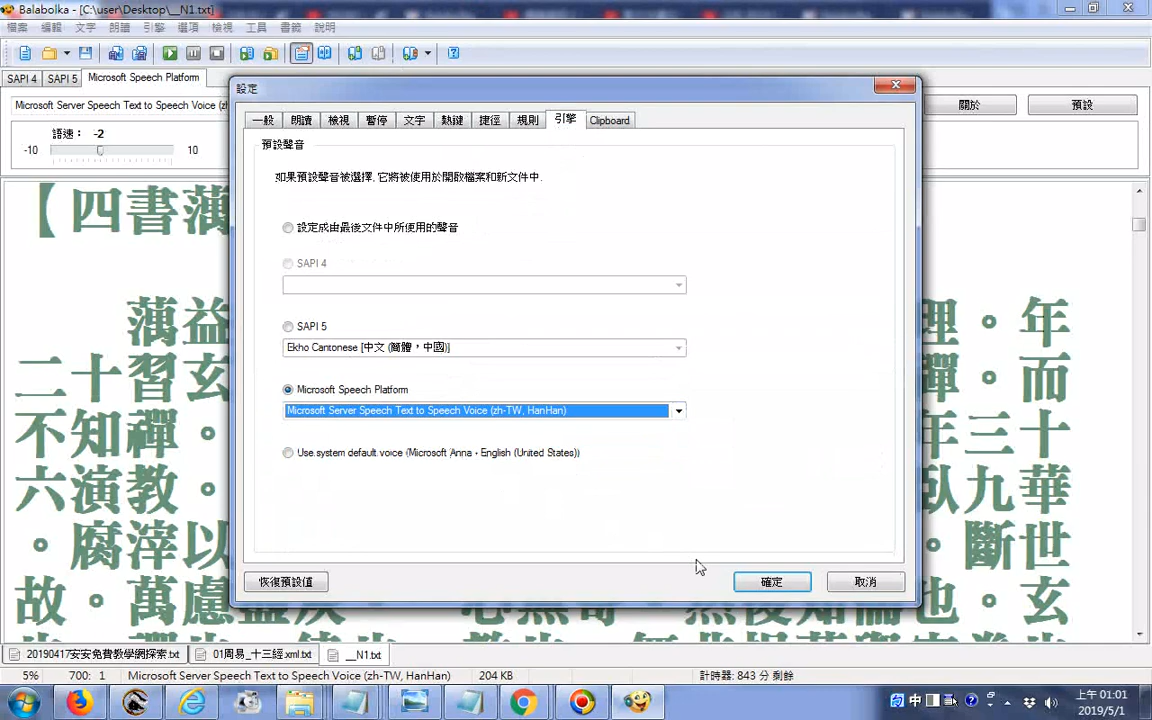 Balabolka - [C:\user\Desktop\__N1.txt]
檔案 編輯 文字 朗讀 引擎 選項 檢視 工具 書籤 說明
SAPI 4 SAPI 5 Microsoft Speech Platform
設定
Microsoft Server Speech Text to Speech Voice (zh
關於 預設
語速： -2
-10 10
一般 朗讀 檢視 暫停 文字 熱鍵 捷徑 規則 引擎 Clipboard
預設聲音
如果預設聲音被選擇, 它將被使用於開啟檔案和新文件中.
設定成由最後文件中所使用的聲音
SAPI 4
SAPI 5
Ekho Cantonese [中文 (簡體，中國)]
Microsoft Speech Platform
Microsoft Server Speech Text to Speech Voice (zh-TW, HanHan)
Use system default voice (Microsoft Anna - English (United States))
恢復預設值 確定 取消
【四書蕅
蕅益 理。年
二十習玄 禪。而
不知禪。 年三十
六演教。 臥九華
。腐滓以 。斷世
故。萬慮 也。玄
20190417安安免費教學網探索.txt 01周易_十三經.xml.txt __N1.txt
5% 700: 1 Microsoft Server Speech Text to Speech Voice (zh-TW, HanHan) 204 KB 計時器: 843 分 剩餘
中 上午 01:01
2019/5/1